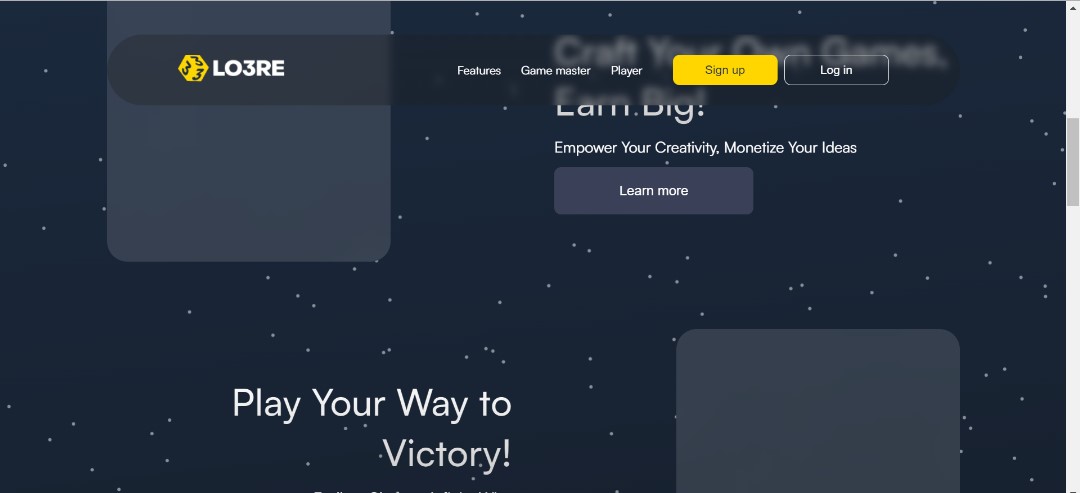 LO3RE
Features
Game master
Player
Sign up
Log in
Craft Your Own Games,
Earn Big!
Empower Your Creativity, Monetize Your Ideas
Learn more
Play Your Way to
Victory!